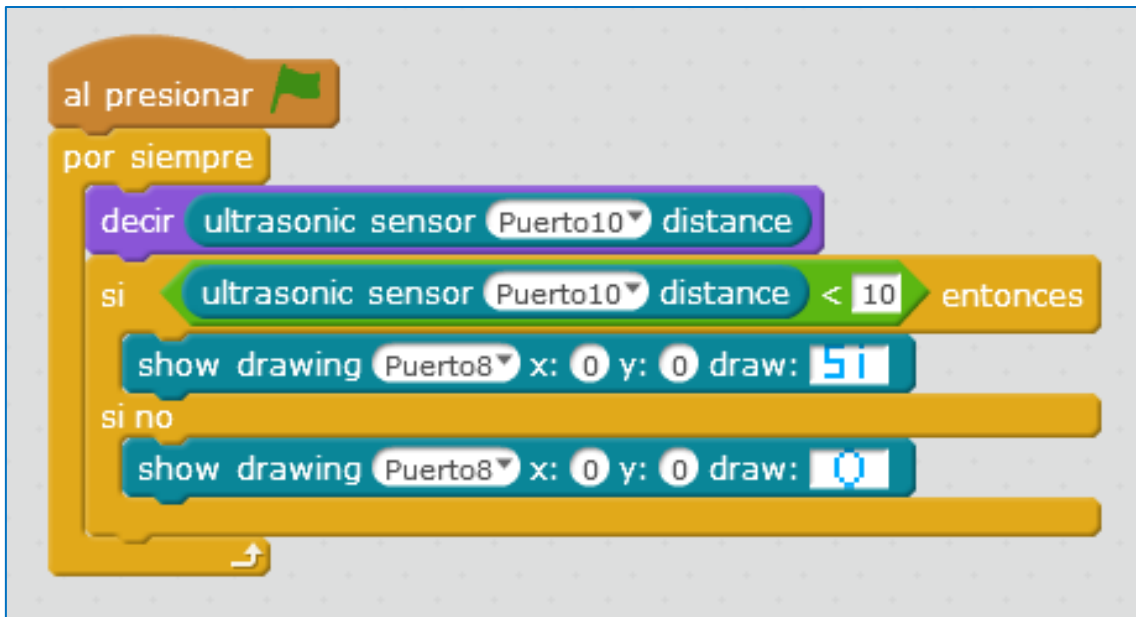 al presionar
por siempre
decir ultrasonic sensor Puerto10 distance
si ultrasonic sensor Puerto10 distance < 10 entonces
show drawing Puerto8 x: 0 y: 0 draw: Si
si no
show drawing Puerto8 x: 0 y: 0 draw: